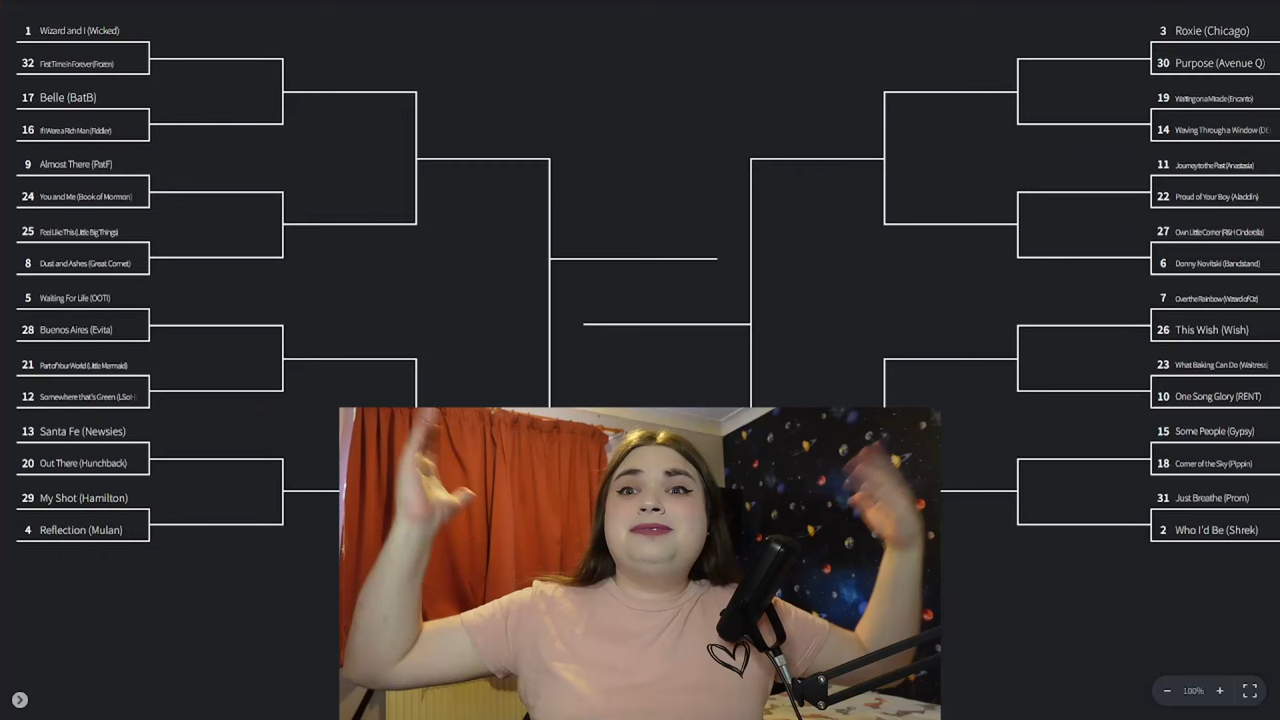 1 Wizard and I (Wicked)
32 First Time in Forever (Frozen)
17 Belle (BatB)
16 If I Were a Rich Man (Fiddler)
9 Almost There (PatF)
24 You and Me (Book of Mormon)
25 Feel Like This (Little Big Things)
8 Dust and Ashes (Great Comet)
5 Waiting For Life (OOTI)
28 Buenos Aires (Evita)
21 Part of Your World (Little Mermaid)
12 Somewhere that's Green (LSoH
13 Santa Fe (Newsies)
20 Out There (Hunchback)
29 My Shot (Hamilton)
4 Reflection (Mulan)
3 Roxie (Chicago)
30 Purpose (Avenue Q)
19 Waiting on a Miracle (Encanto)
14 Waving Through a Window (DE
11 Journey to the Past (Anastasia)
22 Proud of Your Boy (Aladdin)
27 Own Little Corner (R&H Cinderella)
6 Donny Novitski (Bandstand)
7 Over the Rainbow (Wizard of Oz)
26 This Wish (Wish)
23 What Baking Can Do (Waitress)
10 One Song Glory (RENT)
15 Some People (Gypsy)
18 Corner of the Sky (Pippin)
31 Just Breathe (Prom)
2 Who I'd Be (Shrek)
− 100% +